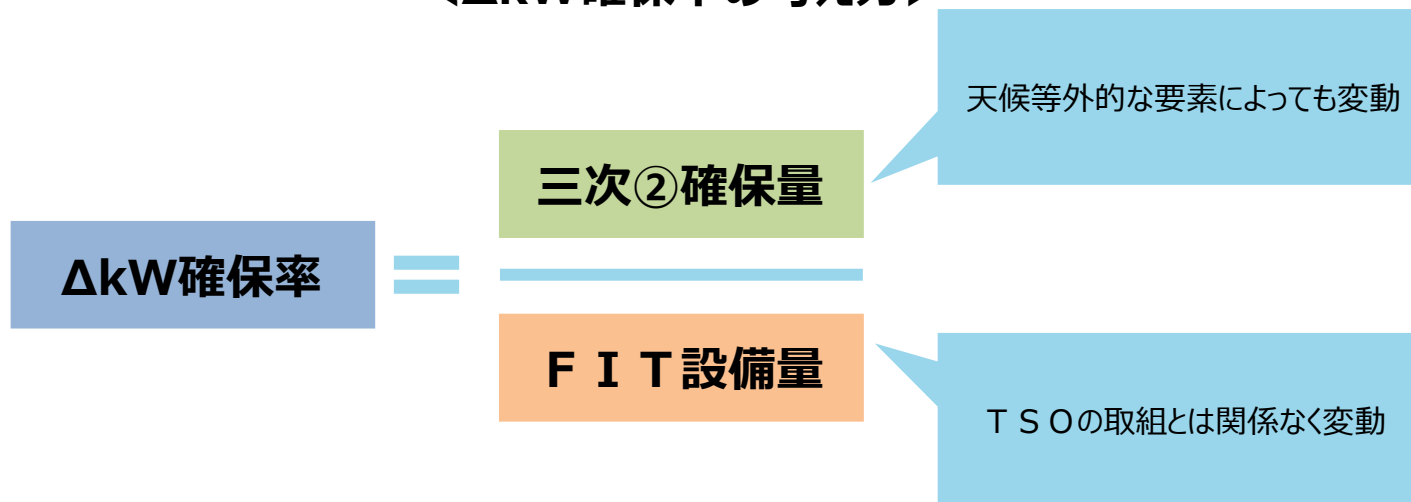 天候等外的な要素によっても変動
三次②確保量
ΔkW確保率
＝
ＦＩＴ設備量
ＴＳＯの取組とは関係なく変動